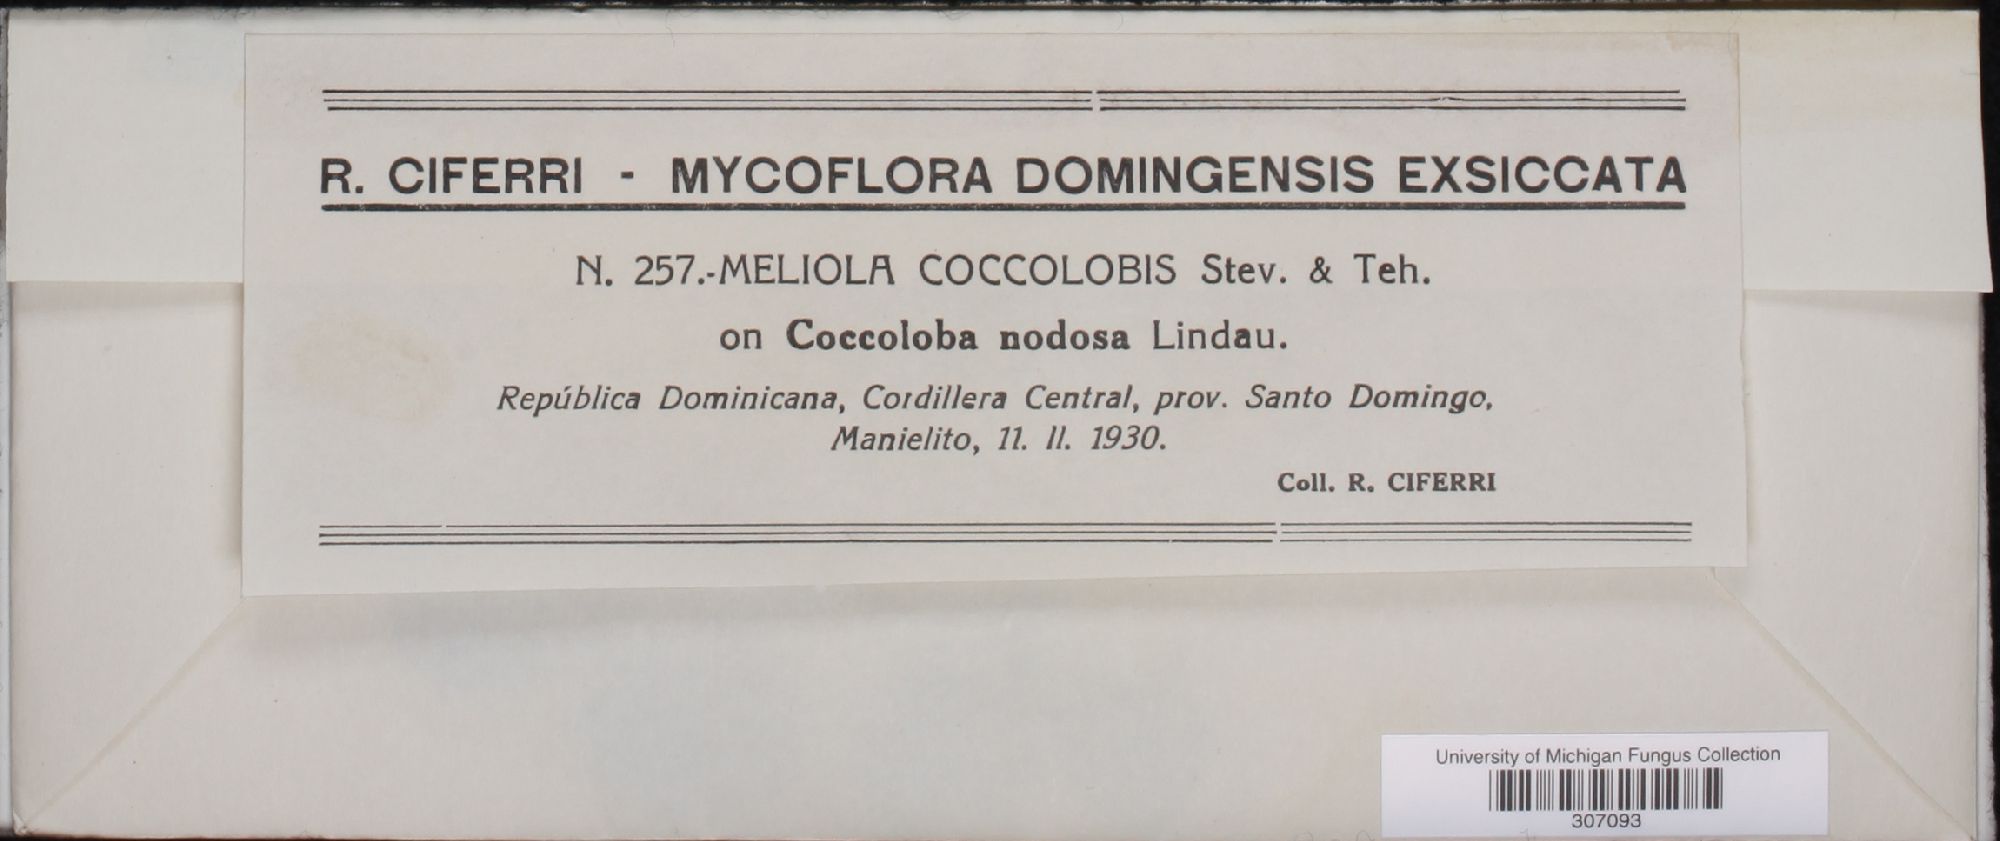 R. CIFERRI - MYCOFLORA DOMINGENSIS EXSICCATA
N. 257.-MELIOLA COCCOLOBIS Stev. & Teh.
on Coccoloba nodosa Lindau.
República Dominicana, Cordillera Central, prov. Santo Domingo,
Manielito, 11. II. 1930.
Coll. R. CIFERRI
University of Michigan Fungus Collection
307093